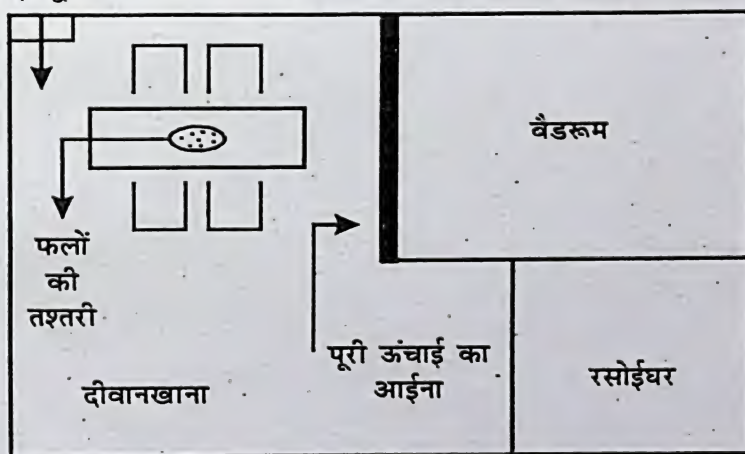 वैडरूम
फलों
की
तश्तरी
पूरी ऊंचाई का
आईना
दीवानखाना
रसोईघर